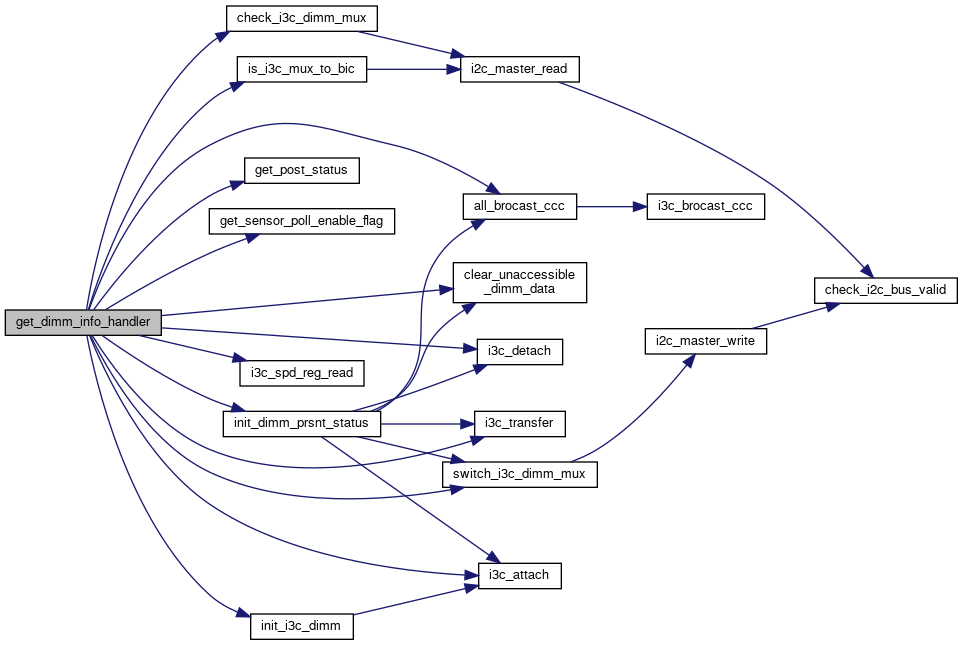 check_i3c_dimm_mux
is_i3c_mux_to_bic
i2c_master_read
get_post_status
get_sensor_poll_enable_flag
all_brocast_ccc
i3c_brocast_ccc
clear_unaccessible
_dimm_data
check_i2c_bus_valid
get_dimm_info_handler
i2c_master_write
i3c_detach
i3c_spd_reg_read
init_dimm_prsnt_status
i3c_transfer
switch_i3c_dimm_mux
i3c_attach
init_i3c_dimm